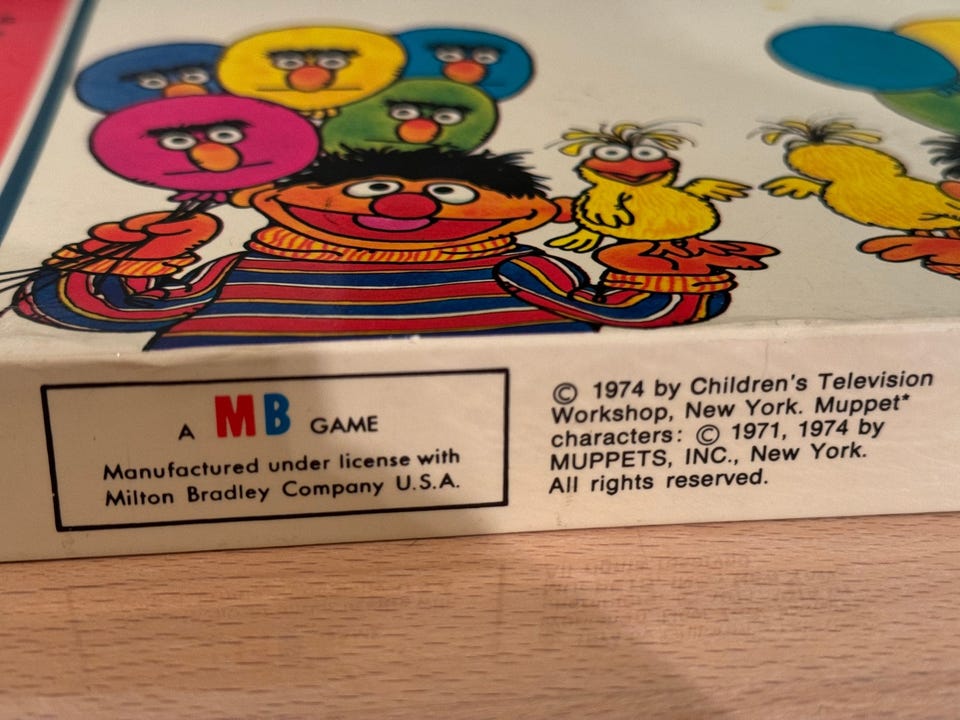 A MB GAME
Manufactured under license with
Milton Bradley Company U.S.A.
© 1974 by Children's Television
Workshop, New York. Muppet*
characters: © 1971, 1974 by
MUPPETS, INC., New York.
All rights reserved.